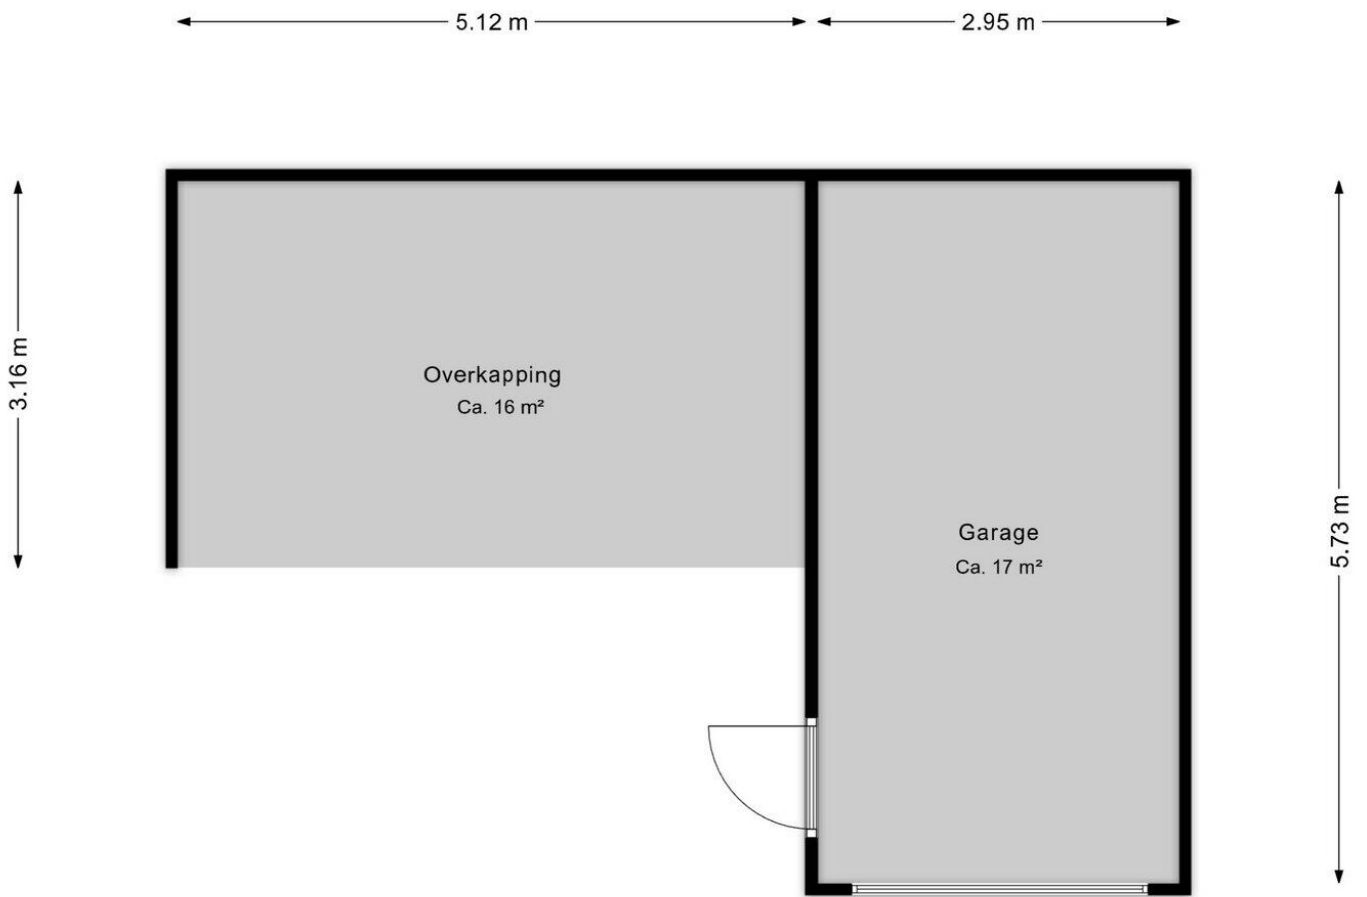 5.12 m
2.95 m
3.16 m
Overkapping
Ca. 16 m²
Garage
Ca. 17 m²
5.73 m